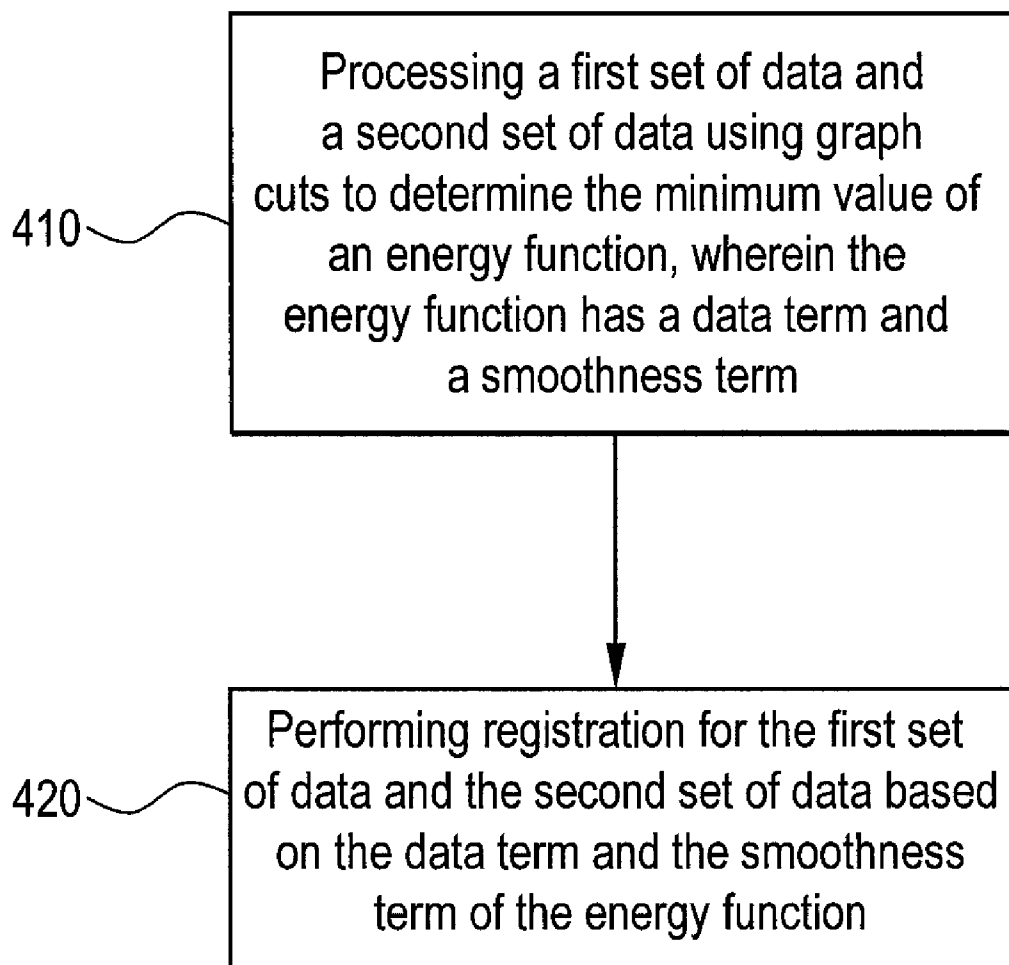 Processing a first set of data and
a second set of data using graph
cuts to determine the minimum value of
an energy function, wherein the
energy function has a data term and
a smoothness term
410
Performing registration for the first set
of data and the second set of data based
on the data term and the smoothness
term of the energy function
420